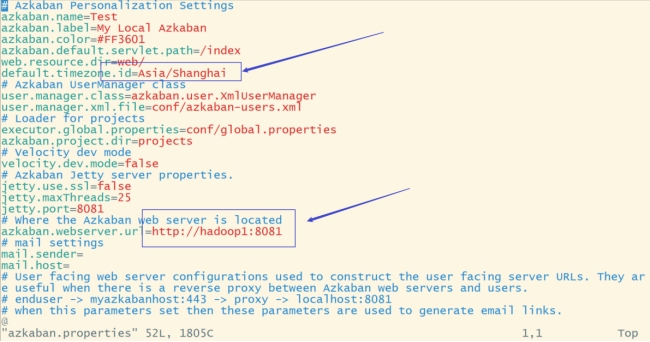 # Azkaban Personalization Settings
azkaban.name=Test
azkaban.label=My Local Azkaban
azkaban.color=#FF3601
azkaban.default.servlet.path=/index
web.resource.dir=web/
default.timezone.id=Asia/Shanghai
# Azkaban UserManager class
user.manager.class=azkaban.user.XmlUserManager
user.manager.xml.file=conf/azkaban-users.xml
# Loader for projects
executor.global.properties=conf/global.properties
azkaban.project.dir=projects
# Velocity dev mode
velocity.dev.mode=false
# Azkaban Jetty server properties.
jetty.use.ssl=false
jetty.maxThreads=25
jetty.port=8081
# Where the Azkaban web server is located
azkaban.webserver.url=http://hadoop1:8081
# mail settings
mail.sender=
mail.host=
# User facing web server configurations used to construct the user facing server URLs. They ar
e useful when there is a reverse proxy between Azkaban web servers and users.
# enduser -> myazkabanhost:443 -> proxy -> localhost:8081
# when this parameters set then these parameters are used to generate email links.
@
"azkaban.properties" 52L, 1805C 1,1 Top